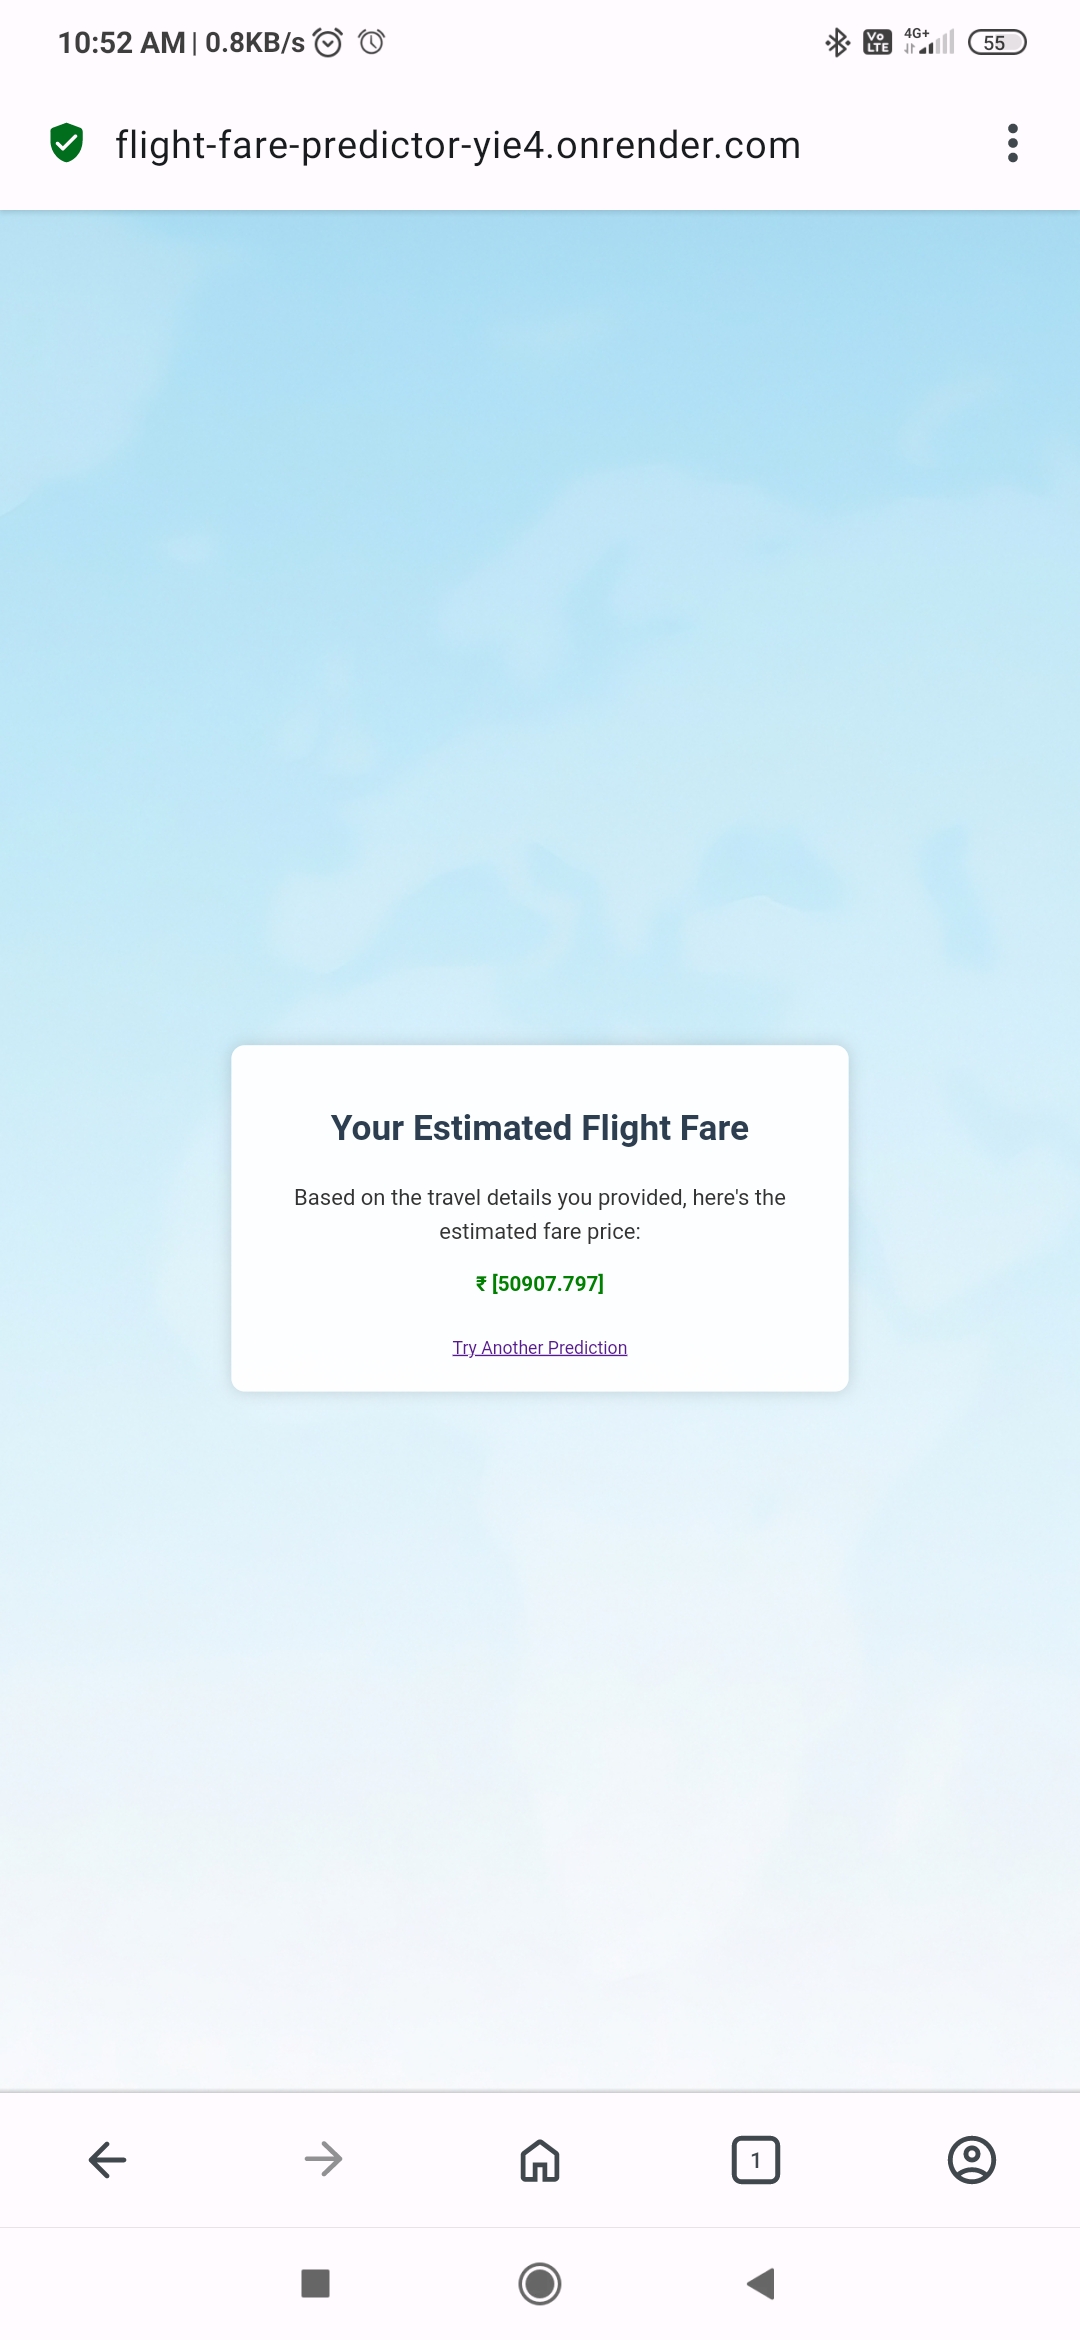 10:52 AM | 0.8KB/s
Vo LTE 4G+ 55
flight-fare-predictor-yie4.onrender.com
Your Estimated Flight Fare
Based on the travel details you provided, here's the
estimated fare price:
₹ [50907.797]
Try Another Prediction
1